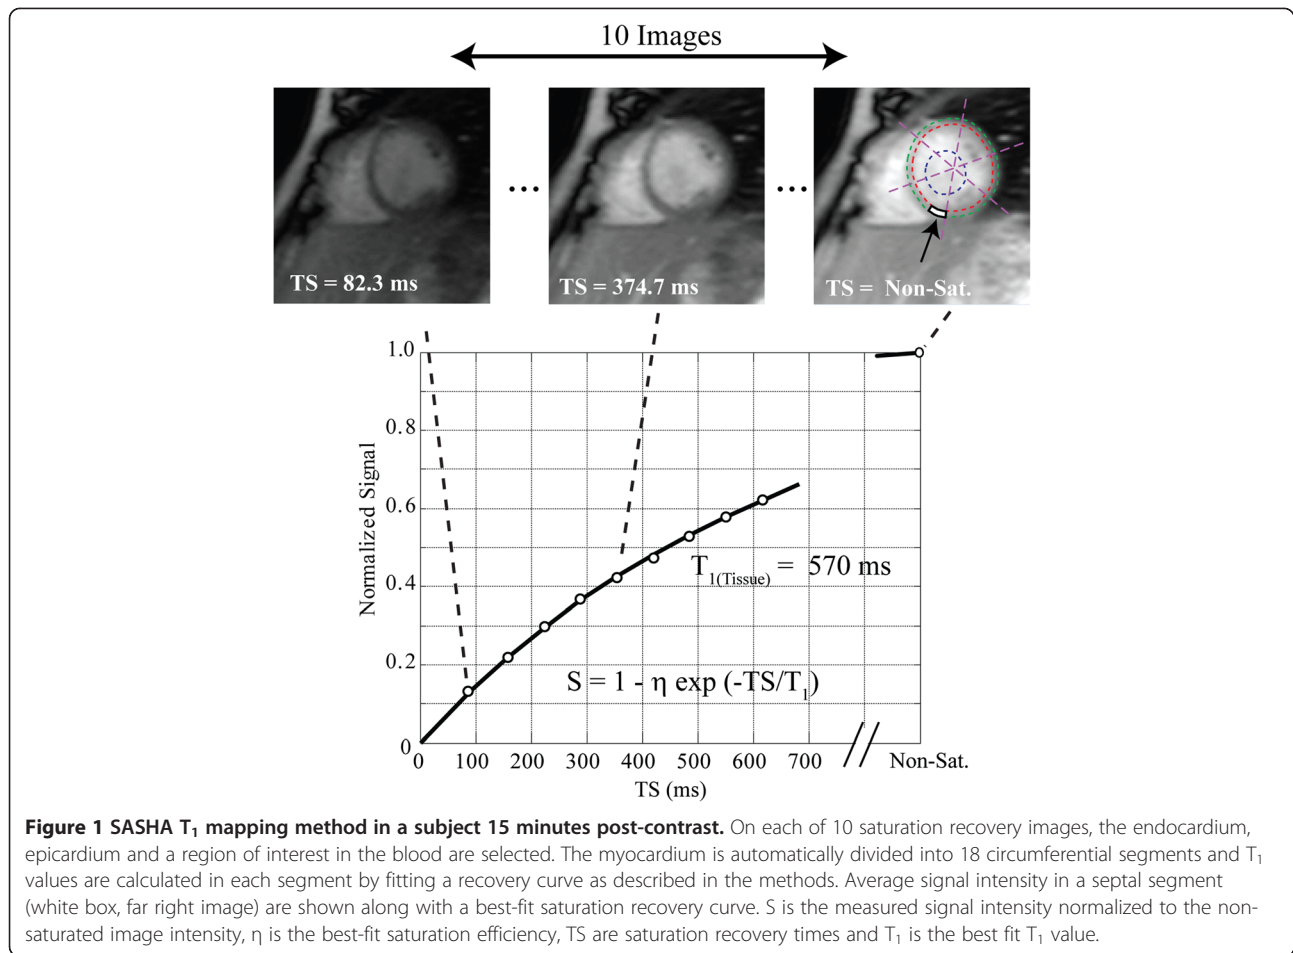 10 Images
TS = 82.3 ms
...
TS = 374.7 ms
...
TS = Non-Sat.
1.0
0.8
0.6
0.4
0.2
0
Normalized Signal
T1(Tissue) = 570 ms
S = 1 - η exp (-TS/T1)
0 100 200 300 400 500 600 700 // Non-Sat.
TS (ms)
Figure 1 SASHA T1 mapping method in a subject 15 minutes post-contrast. On each of 10 saturation recovery images, the endocardium,
epicardium and a region of interest in the blood are selected. The myocardium is automatically divided into 18 circumferential segments and T1
values are calculated in each segment by fitting a recovery curve as described in the methods. Average signal intensity in a septal segment
(white box, far right image) are shown along with a best-fit saturation recovery curve. S is the measured signal intensity normalized to the non-
saturated image intensity, η is the best-fit saturation efficiency, TS are saturation recovery times and T1 is the best fit T1 value.